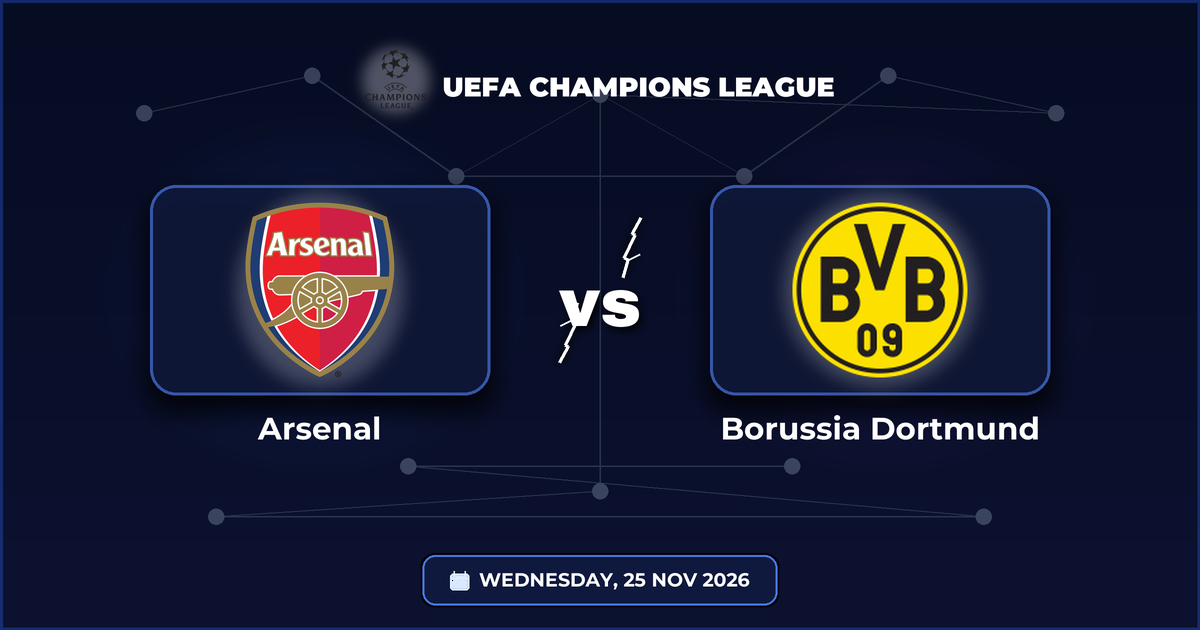 CHAMPIONS
LEAGUE
UEFA CHAMPIONS LEAGUE
Arsenal
VS
BVB
09
Arsenal
Borussia Dortmund
WEDNESDAY, 25 NOV 2026